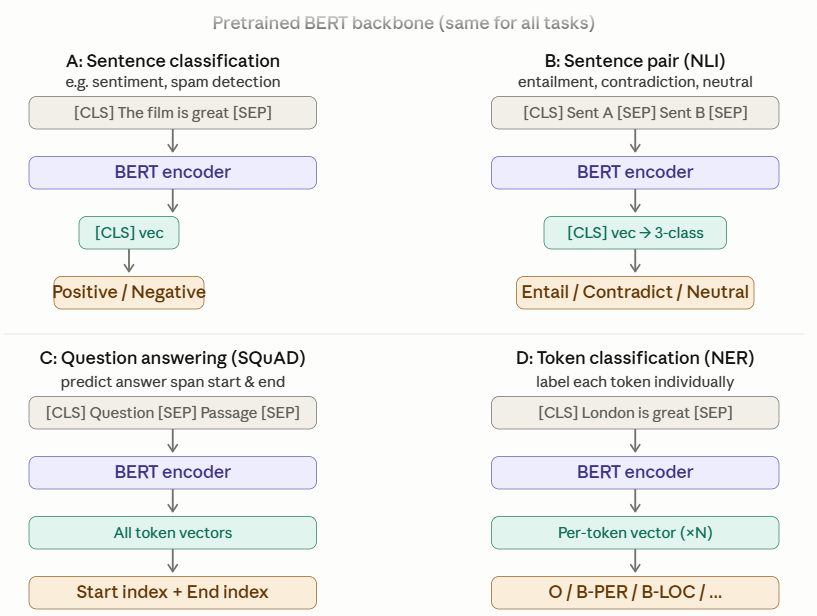 Pretrained BERT backbone (same for all tasks)
A: Sentence classification
e.g. sentiment, spam detection
[CLS] The film is great [SEP]
BERT encoder
[CLS] vec
Positive / Negative
B: Sentence pair (NLI)
entailment, contradiction, neutral
[CLS] Sent A [SEP] Sent B [SEP]
BERT encoder
[CLS] vec → 3-class
Entail / Contradict / Neutral
C: Question answering (SQuAD)
predict answer span start & end
[CLS] Question [SEP] Passage [SEP]
BERT encoder
All token vectors
Start index + End index
D: Token classification (NER)
label each token individually
[CLS] London is great [SEP]
BERT encoder
Per-token vector (×N)
O / B-PER / B-LOC / ...